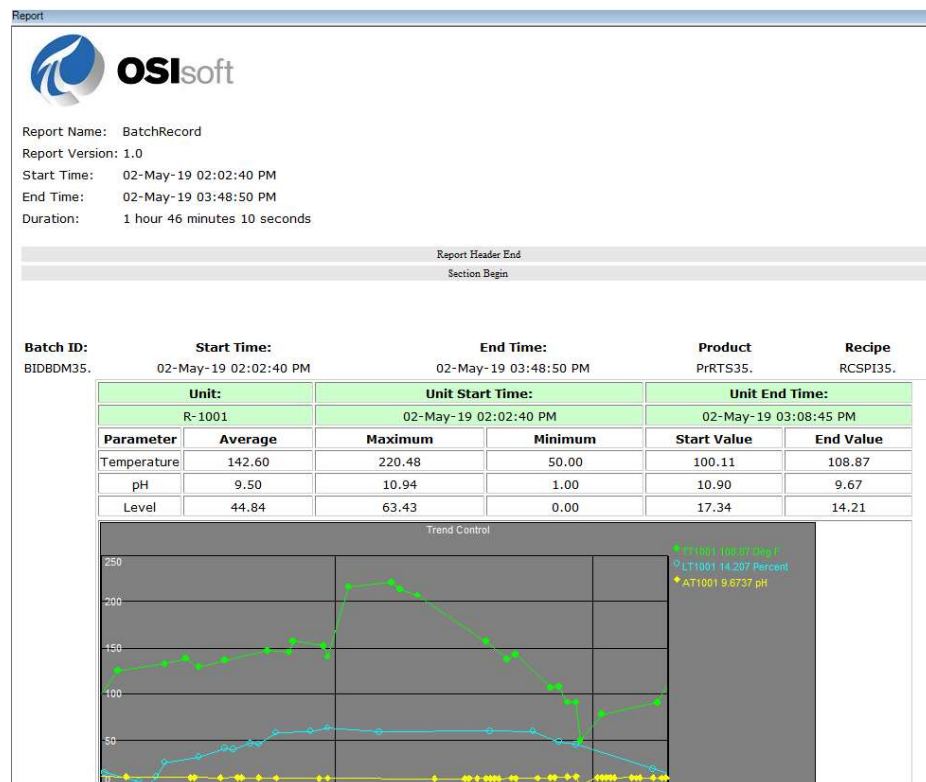 Report
OSIsoft
Report Name: BatchRecord
Report Version: 1.0
Start Time: 02-May-19 02:02:40 PM
End Time: 02-May-19 03:48:50 PM
Duration: 1 hour 46 minutes 10 seconds
Report Header End
Section Begin
Batch ID: Start Time: End Time: Product Recipe
BIDBDM35. 02-May-19 02:02:40 PM 02-May-19 03:48:50 PM PrRTS35. RCSPI35.
Unit: Unit Start Time: Unit End Time:
R-1001 02-May-19 02:02:40 PM 02-May-19 03:08:45 PM
Parameter Average Maximum Minimum Start Value End Value
Temperature 142.60 220.48 50.00 100.11 108.87
pH 9.50 10.94 1.00 10.90 9.67
Level 44.84 63.43 0.00 17.34 14.21
Trend Control
TT1001 108.87 Deg F
LT1001 14.207 Percent
AT1001 9.6737 pH
250
200
150
100
50
0